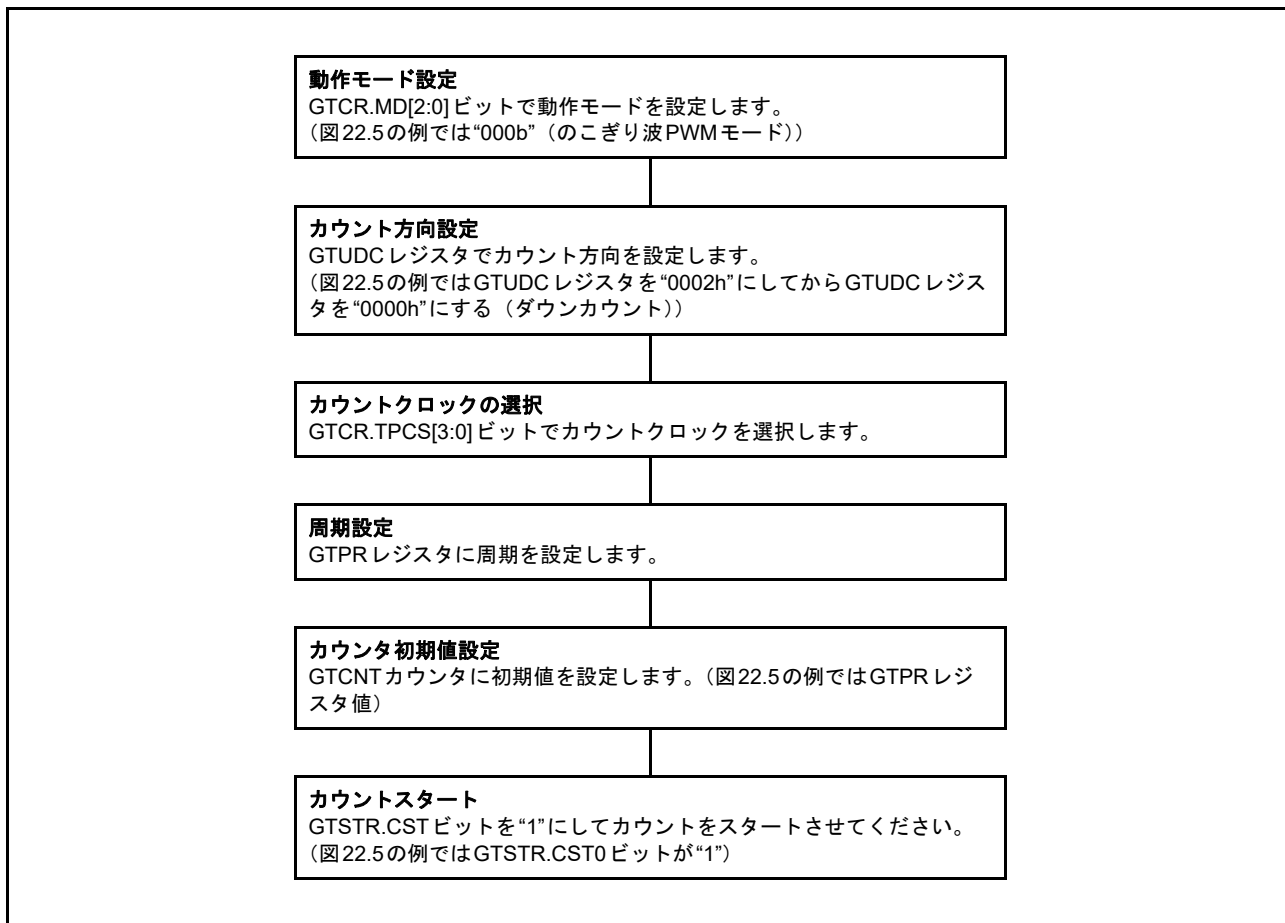 動作モード設定
GTCR.MD[2:0]ビットで動作モードを設定します。
（図22.5の例では“000b”（のこぎり波PWMモード））
カウント方向設定
GTUDCレジスタでカウント方向を設定します。
（図22.5の例ではGTUDCレジスタを“0002h”にしてからGTUDCレジス
タを“0000h”にする（ダウンカウント））
カウントクロックの選択
GTCR.TPCS[3:0]ビットでカウントクロックを選択します。
周期設定
GTPRレジスタに周期を設定します。
カウンタ初期値設定
GTCNTカウンタに初期値を設定します。（図22.5の例ではGTPRレジ
スタ値）
カウントスタート
GTSTR.CSTビットを“1”にしてカウントをスタートさせてください。
（図22.5の例ではGTSTR.CST0ビットが“1”）